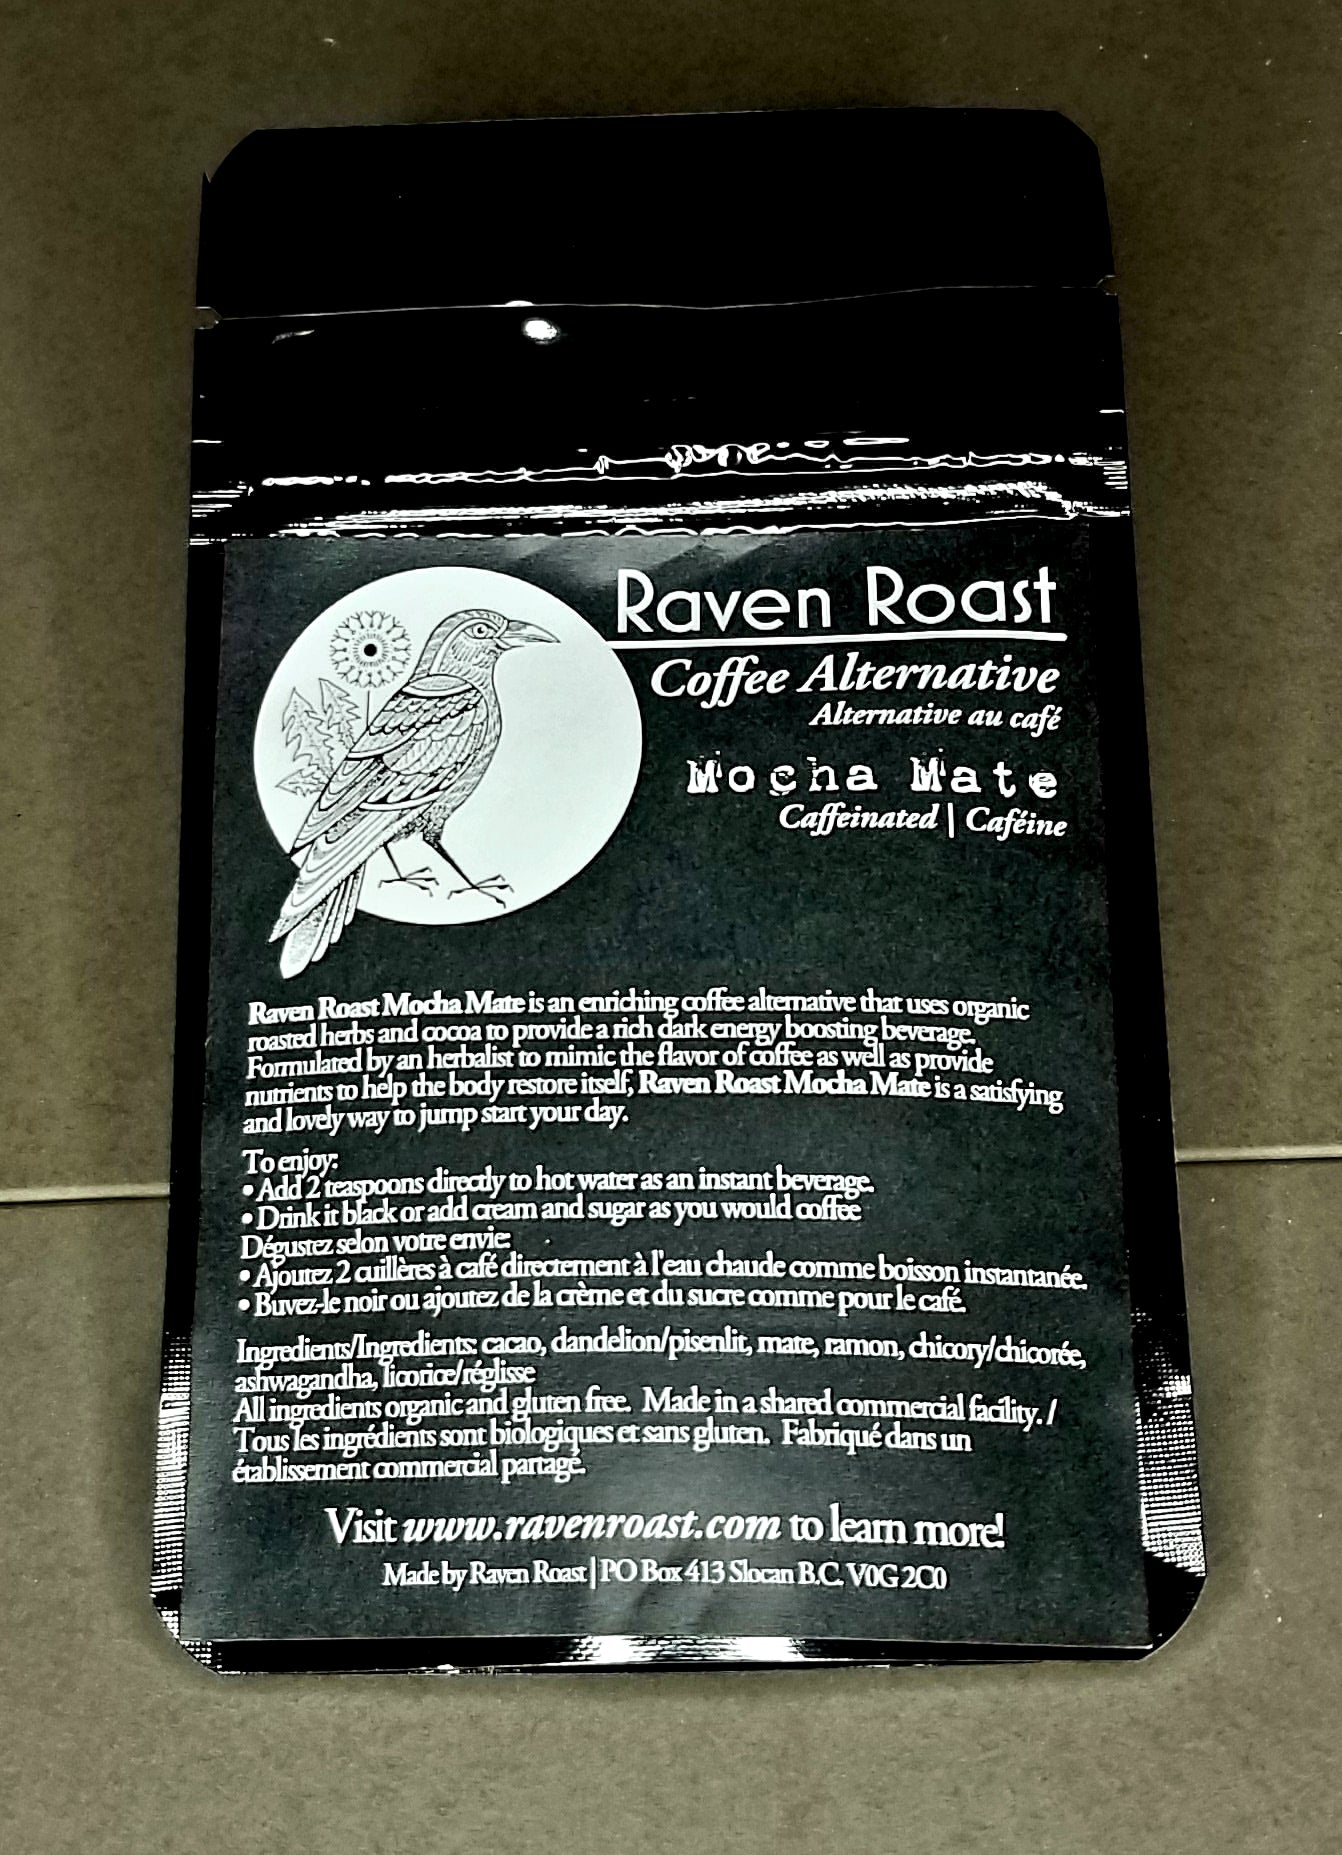 Raven Roast
Coffee Alternative
Alternative au café
Mocha Mate
Caffeinated | Caféine
Raven Roast Mocha Mate is an enriching coffee alternative that uses organic
roasted herbs and cocoa to provide a rich dark energy boosting beverage.
Formulated by an herbalist to mimic the flavor of coffee as well as provide
nutrients to help the body restore itself, Raven Roast Mocha Mate is a satisfying
and lovely way to jump start your day.
To enjoy:
• Add 2 teaspoons directly to hot water as an instant beverage.
• Drink it black or add cream and sugar as you would coffee
Dégustez selon votre envie:
• Ajoutez 2 cuillères à café directement à l'eau chaude comme boisson instantanée.
• Buvez-le noir ou ajoutez de la crème et du sucre comme pour le café.
Ingredients/Ingredients: cacao, dandelion/pisenlit, mate, ramon, chicory/chicorée,
ashwagandha, licorice/réglisse
All ingredients organic and gluten free. Made in a shared commercial facility. /
Tous les ingrédients sont biologiques et sans gluten. Fabriqué dans un
établissement commercial partagé.
Visit www.ravenroast.com to learn more!
Made by Raven Roast | PO Box 413 Slocan B.C. V0G 2C0